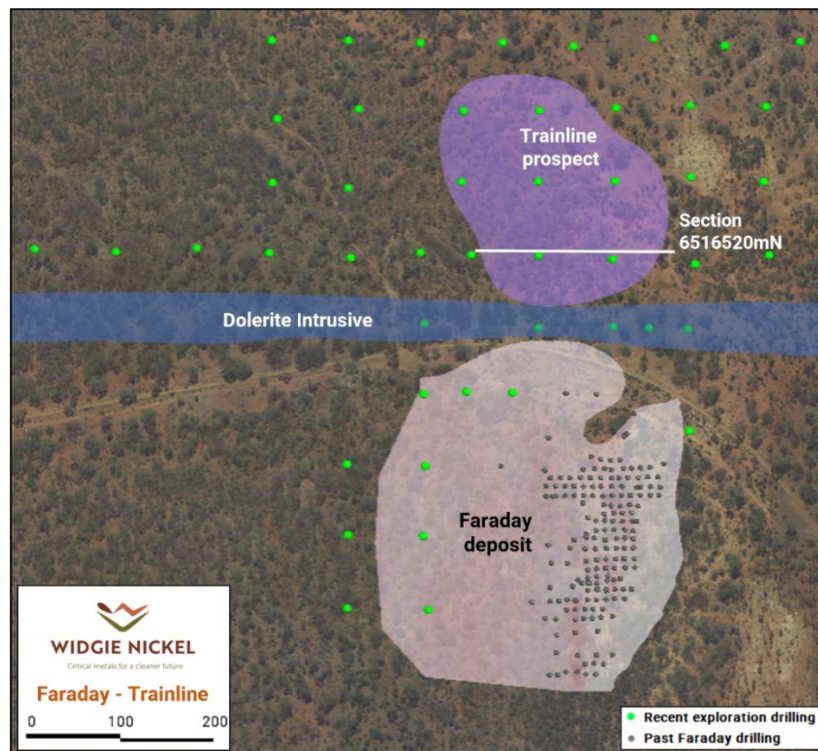 Trainline
prospect
Section
6516520mN
Dolerite Intrusive
Faraday
deposit
WIDGIE NICKEL
Critical metals for a cleaner future
Faraday - Trainline
0 100 200
Recent exploration drilling
Past Faraday drilling